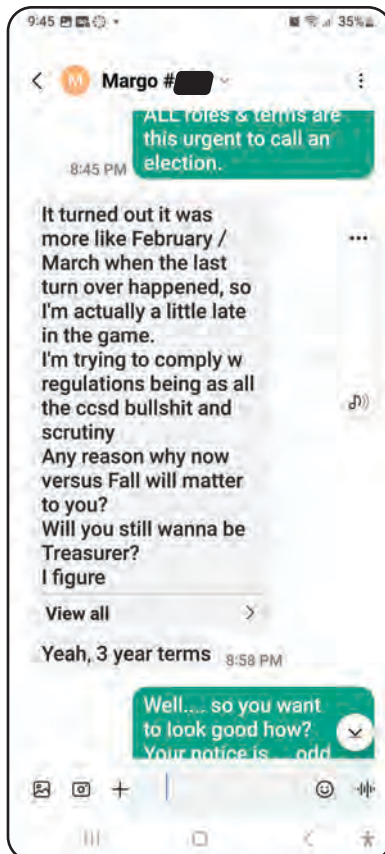 9:45
35%
M Margo #
ALL roles & terms are
this urgent to call an
election.
8:45 PM
It turned out it was
more like February /
March when the last
turn over happened, so
I'm actually a little late
in the game.
I'm trying to comply w
regulations being as all
the ccsd bullshit and
scrutiny
Any reason why now
versus Fall will matter
to you?
Will you still wanna be
Treasurer?
I figure
View all
Yeah, 3 year terms 8:58 PM
Well.... so you want
to look good how?
Your notice is.... odd